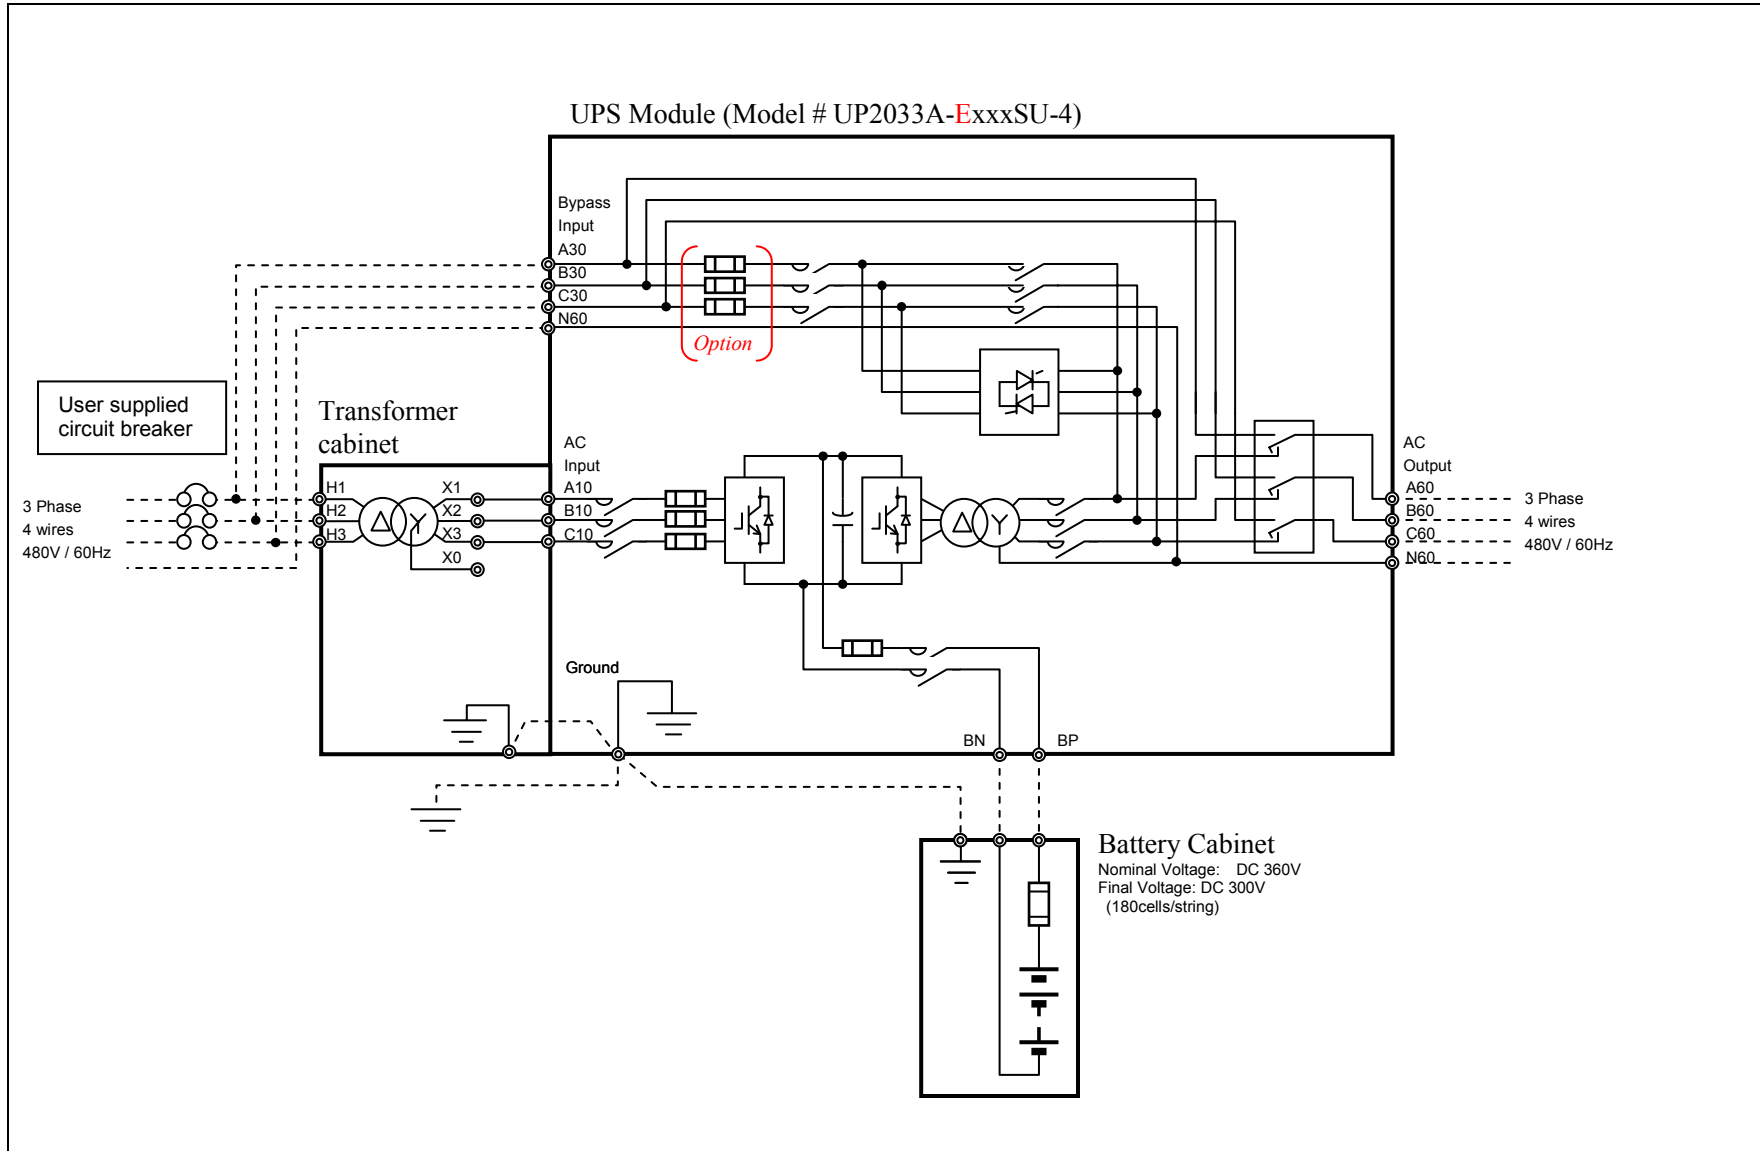 UPS Module (Model # UP2033A-ExxxSU-4)
Bypass
Input
A30
B30
C30
N60
Option
User supplied
circuit breaker
Transformer
cabinet
3 Phase
4 wires
480V / 60Hz
H1
H2
H3
X1
X2
X3
X0
AC
Input
A10
B10
C10
AC
Output
A60
B60
C60
N60
3 Phase
4 wires
480V / 60Hz
Ground
BN
BP
Battery Cabinet
Nominal Voltage: DC 360V
Final Voltage: DC 300V
(180cells/string)